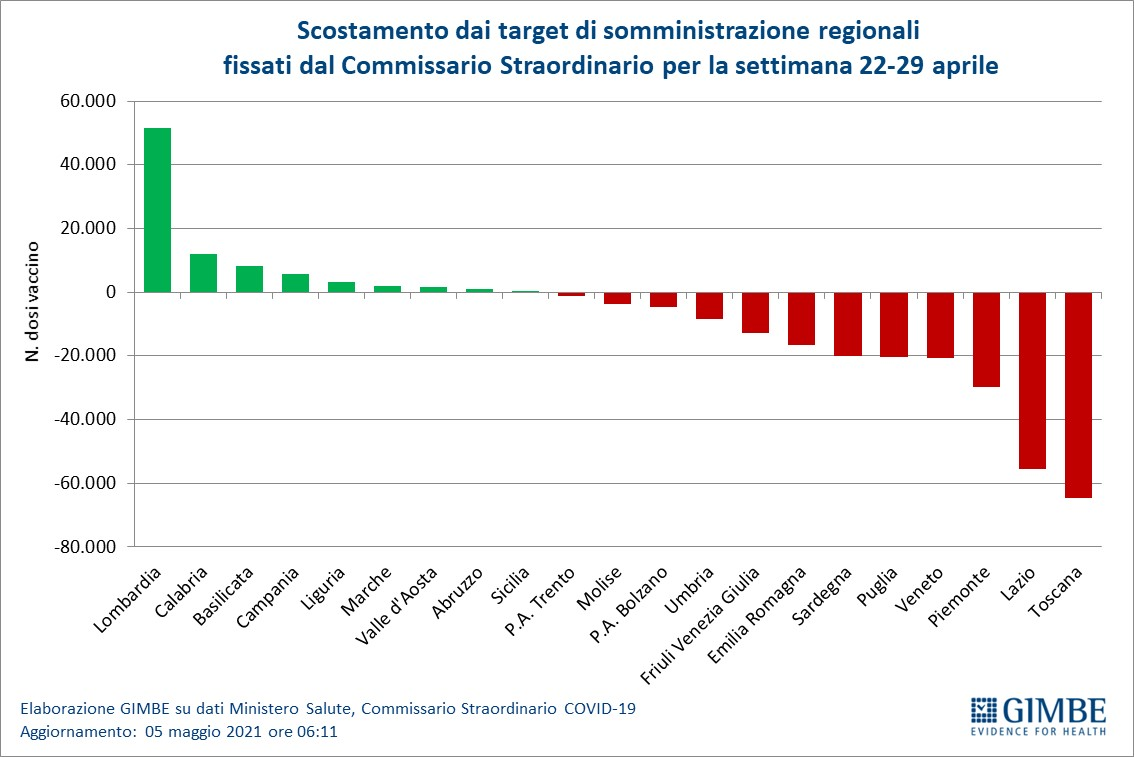 Scostamento dai target di somministrazione regionali
fissati dal Commissario Straordinario per la settimana 22-29 aprile
N. dosi vaccino
60.000
40.000
20.000
0
-20.000
-40.000
-60.000
-80.000
Lombardia
Calabria
Basilicata
Campania
Liguria
Marche
Valle d'Aosta
Abruzzo
Sicilia
P.A. Trento
Molise
P.A. Bolzano
Umbria
Friuli Venezia Giulia
Emilia Romagna
Sardegna
Puglia
Veneto
Piemonte
Lazio
Toscana
Elaborazione GIMBE su dati Ministero Salute, Commissario Straordinario COVID-19
Aggiornamento: 05 maggio 2021 ore 06:11
GIMBE
EVIDENCE FOR HEALTH